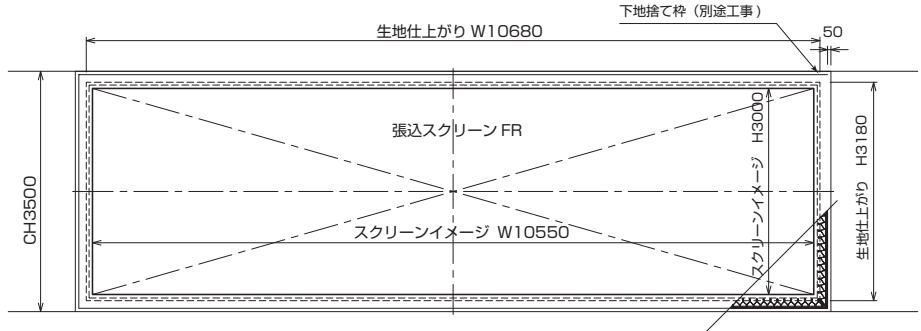 下地捨て枠（別途工事）
生地仕上がり W10680
50
張込スクリーン FR
スクリーンイメージ H3000
生地仕上がり H3180
CH3500
スクリーンイメージ W10550